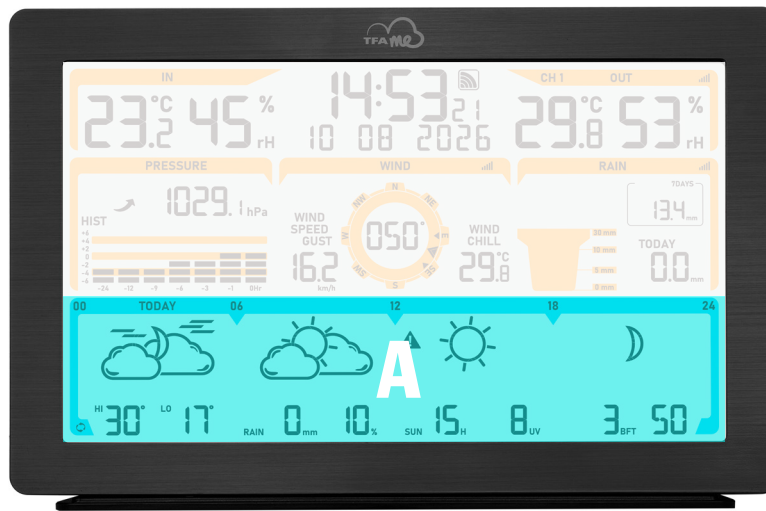 TFA me
IN CH 1 OUT
23.2 °C 45 % rH 14:53 21 29.8 °C 53 % rH
10 08 2026
PRESSURE WIND RAIN
1029.1 hPa
HIST
+6
+4
+2
0
-2
-4
-6
-24 -12 -9 -6 -3 -1 0Hr
WIND SPEED GUST
16.2 km/h
N NE SE S SW W NW
050°
m
WIND CHILL
29.8 °C
7DAYS
13.4 mm
30 mm
10 mm
5 mm
0 mm
TODAY
0.0 mm
00 TODAY 06 12 18 24
A
HI 30° LO 17° RAIN 0 mm 10 % SUN 15 H 8 UV 3 BFT 50